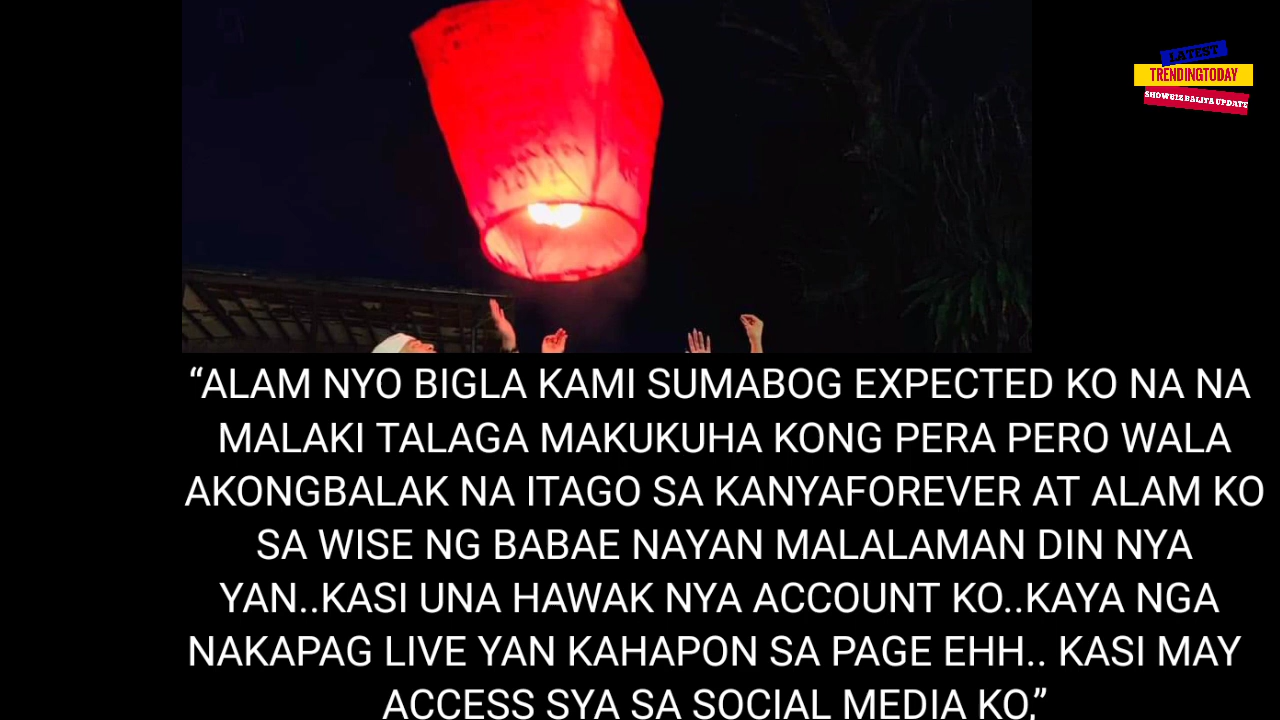 LATEST
TRENDINGTODAY
SHOWBIZ BALITA UPDATE
“ALAM NYO BIGLA KAMI SUMABOG EXPECTED KO NA NA
MALAKI TALAGA MAKUKUHA KONG PERA PERO WALA
AKONGBALAK NA ITAGO SA KANYAFOREVER AT ALAM KO
SA WISE NG BABAE NAYAN MALALAMAN DIN NYA
YAN..KASI UNA HAWAK NYA ACCOUNT KO..KAYA NGA
NAKAPAG LIVE YAN KAHAPON SA PAGE EHH.. KASI MAY
ACCESS SYA SA SOCIAL MEDIA KO,”